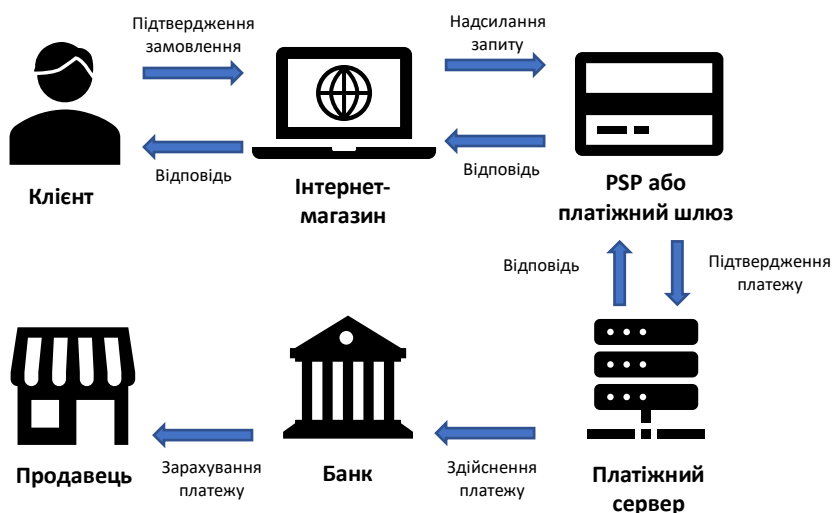 Підтвердження
замовлення
Надсилання
запиту
Відповідь
Відповідь
Клієнт
Інтернет-
магазин
PSP або
платіжний шлюз
Відповідь
Підтвердження
платежу
Продавець
Зарахування
платежу
Банк
Здійснення
платежу
Платіжний
сервер